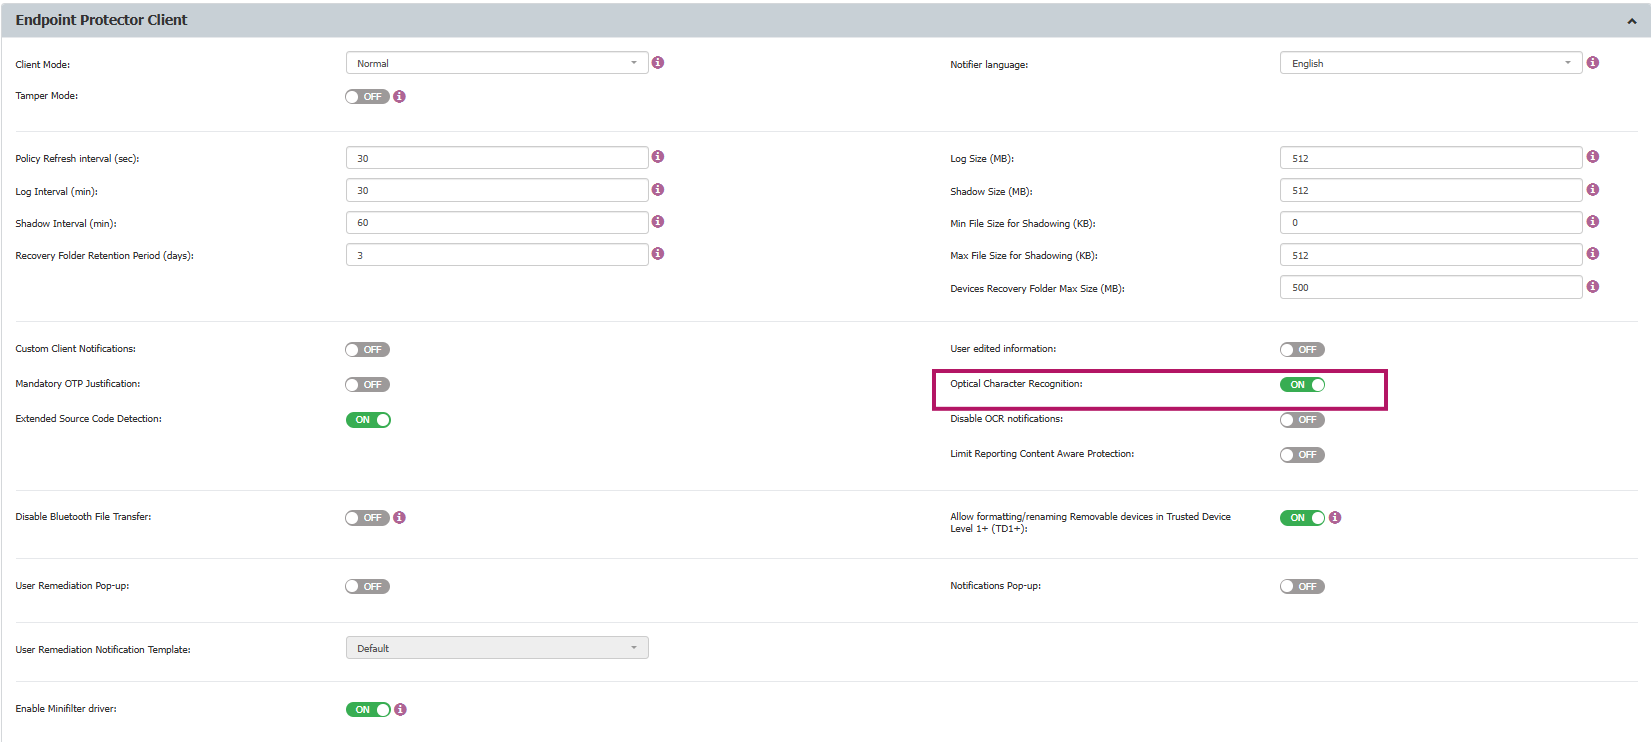 Endpoint Protector Client
Client Mode: Normal Notifier language: English
Tamper Mode: OFF
Policy Refresh interval (sec): 30 Log Size (MB): 512
Log Interval (min): 30 Shadow Size (MB): 512
Shadow Interval (min): 60 Min File Size for Shadowing (KB): 0
Recovery Folder Retention Period (days): 3 Max File Size for Shadowing (KB): 512
Devices Recovery Folder Max Size (MB): 500
Custom Client Notifications: OFF User edited information: OFF
Mandatory OTP Justification: OFF Optical Character Recognition: ON
Extended Source Code Detection: ON Disable OCR notifications: OFF
Limit Reporting Content Aware Protection: OFF
Disable Bluetooth File Transfer: OFF Allow formatting/renaming Removable devices in Trusted Device ON
Level 1+ (TD1+):
User Remediation Pop-up: OFF Notifications Pop-up: OFF
User Remediation Notification Template: Default
Enable Minifilter driver: ON